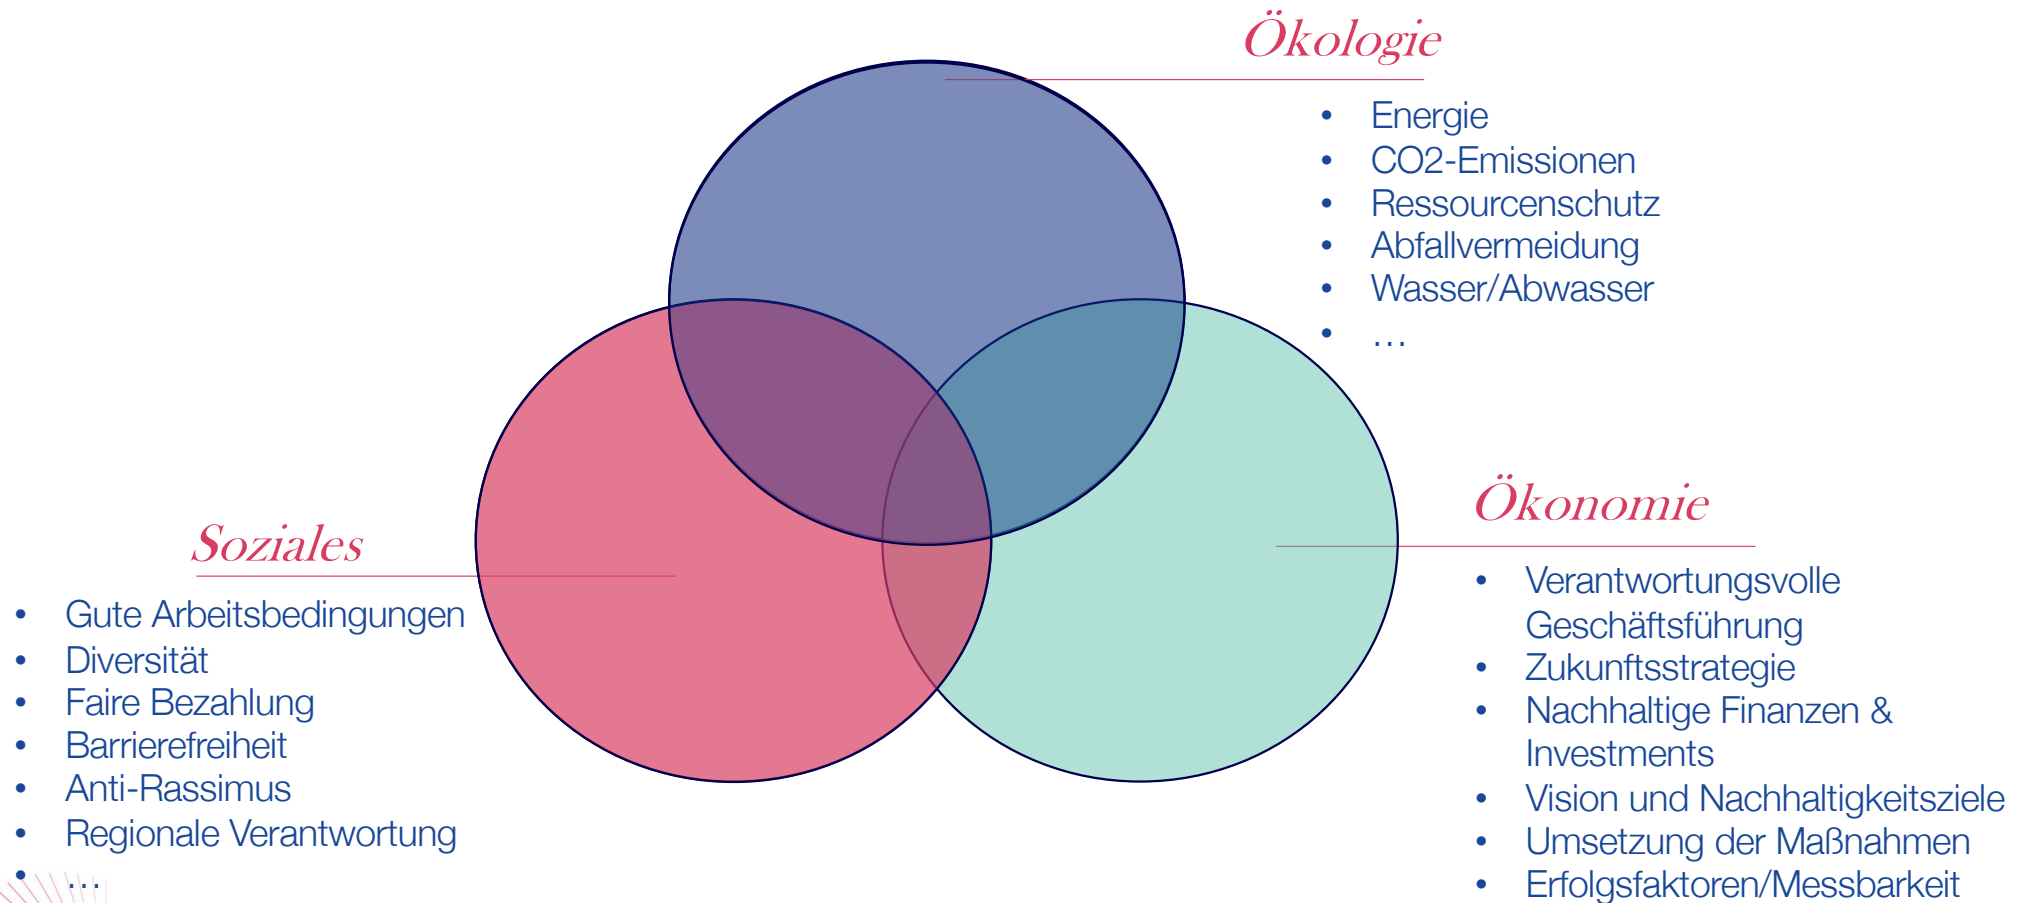 Ökologie
• Energie
• CO2-Emissionen
• Ressourcenschutz
• Abfallvermeidung
• Wasser/Abwasser
• …
Soziales
• Gute Arbeitsbedingungen
• Diversität
• Faire Bezahlung
• Barrierefreiheit
• Anti-Rassimus
• Regionale Verantwortung
• …
Ökonomie
• Verantwortungsvolle
Geschäftsführung
• Zukunftsstrategie
• Nachhaltige Finanzen &
Investments
• Vision und Nachhaltigkeitsziele
• Umsetzung der Maßnahmen
• Erfolgsfaktoren/Messbarkeit